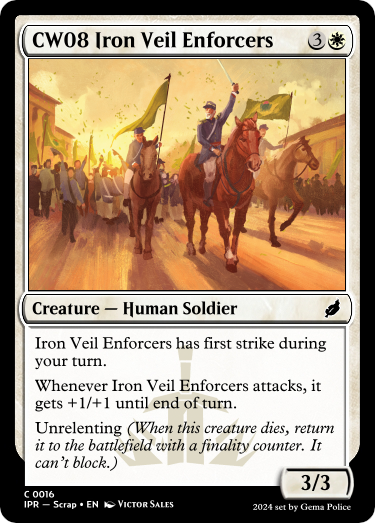 CW08 Iron Veil Enforcers 3
Creature — Human Soldier
Iron Veil Enforcers has first strike during
your turn.
Whenever Iron Veil Enforcers attacks, it
gets +1/+1 until end of turn.
Unrelenting (When this creature dies, return
it to the battlefield with a finality counter. It
can't block.)
3/3
C 0016
IPR — Scrap • EN Victor Sales
2024 set by Gema Police